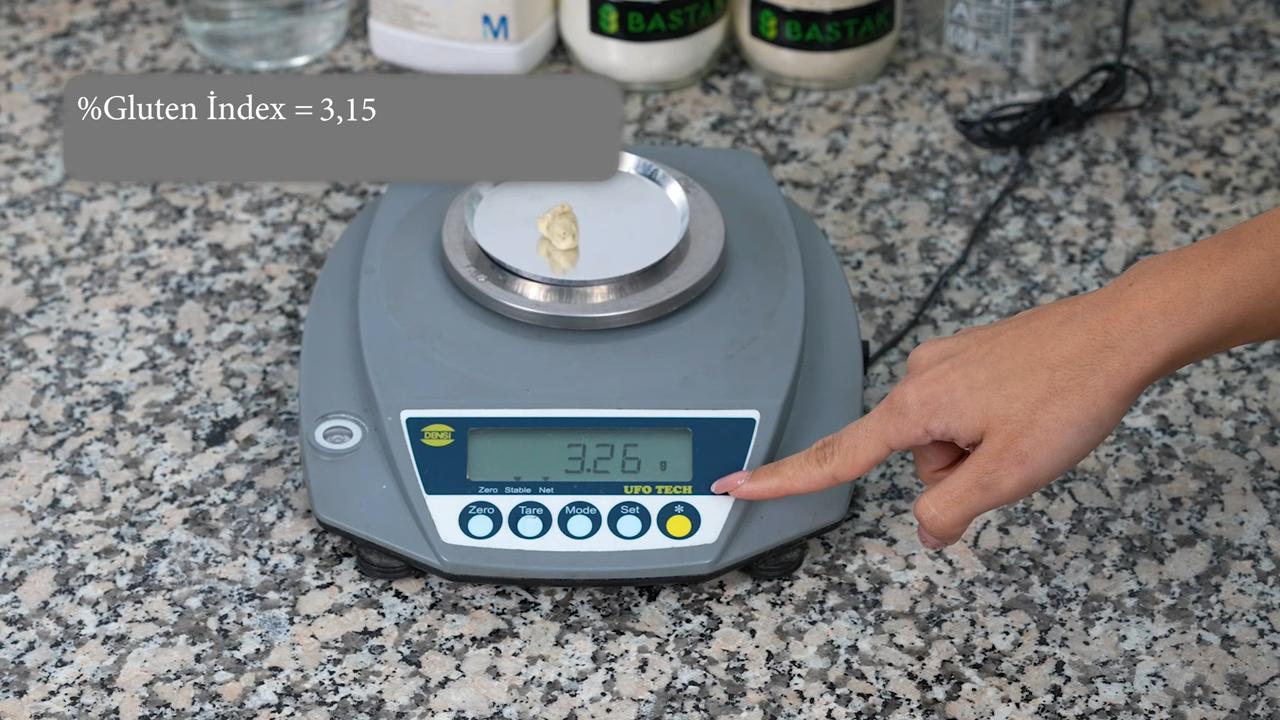 M
BASTAK
BASTAK
%Gluten İndex = 3,15
DENSI
3.26 g
Zero Stable Net
UFO TECH
Zero Tare Mode Set *